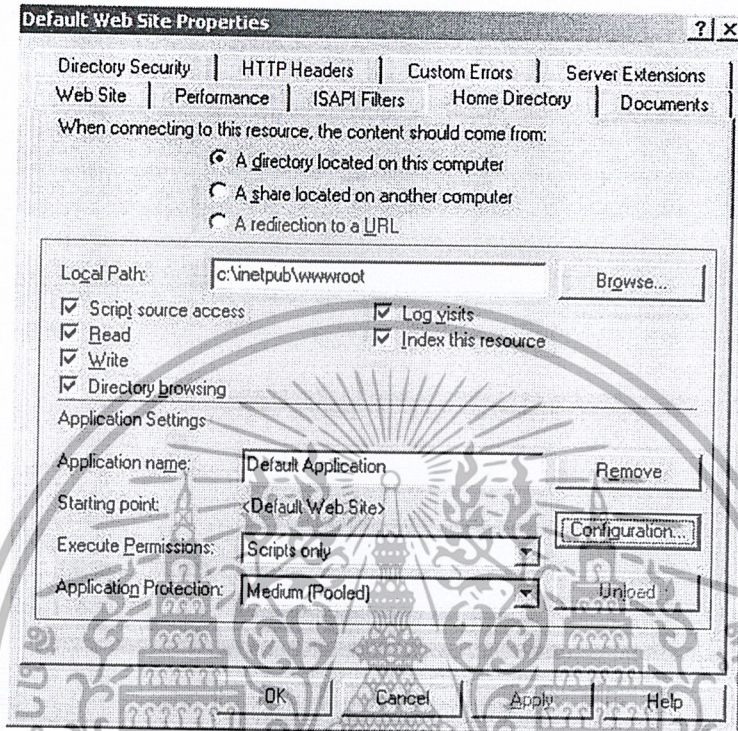 Default Web Site Properties ? ×
Directory Security HTTP Headers Custom Errors Server Extensions
Web Site Performance ISAPI Filters Home Directory Documents
When connecting to this resource, the content should come from:
A directory located on this computer
A share located on another computer
A redirection to a URL
Local Path: c:\inetpub\wwwroot Browse...
Script source access Log visits
Read Index this resource
Write
Directory browsing
Application Settings
Application name: Default Application Remove
Starting point: <Default Web Site>
Configuration...
Execute Permissions: Scripts only
Application Protection: Medium (Pooled) Unload
OK Cancel Apply Help